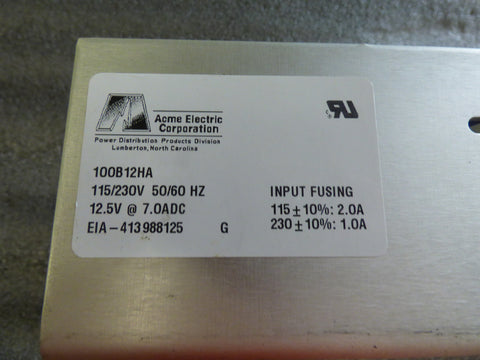 Acme Electric
Corporation
Power Distribution Products Division
Lumberton, North Carolina
100B12HA
115/230V 50/60 HZ
12.5V @ 7.0ADC
EIA-413988125 G
INPUT FUSING
115±10%: 2.0A
230±10%: 1.0A